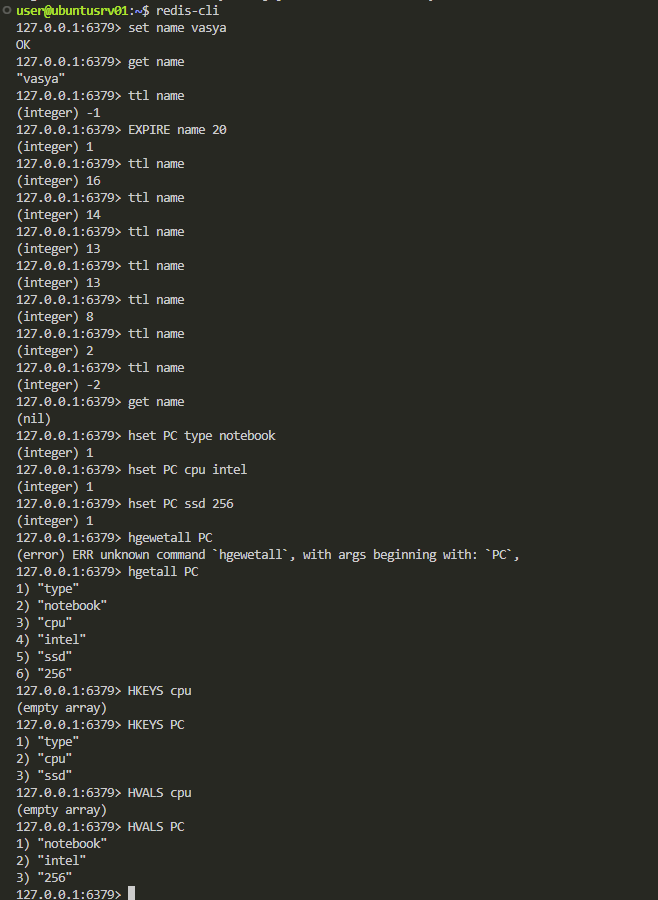 user@ubuntusrv01:~$ redis-cli
127.0.0.1:6379> set name vasya
OK
127.0.0.1:6379> get name
"vasya"
127.0.0.1:6379> ttl name
(integer) -1
127.0.0.1:6379> EXPIRE name 20
(integer) 1
127.0.0.1:6379> ttl name
(integer) 16
127.0.0.1:6379> ttl name
(integer) 14
127.0.0.1:6379> ttl name
(integer) 13
127.0.0.1:6379> ttl name
(integer) 13
127.0.0.1:6379> ttl name
(integer) 8
127.0.0.1:6379> ttl name
(integer) 2
127.0.0.1:6379> ttl name
(integer) -2
127.0.0.1:6379> get name
(nil)
127.0.0.1:6379> hset PC type notebook
(integer) 1
127.0.0.1:6379> hset PC cpu intel
(integer) 1
127.0.0.1:6379> hset PC ssd 256
(integer) 1
127.0.0.1:6379> hgewetall PC
(error) ERR unknown command `hgewetall`, with args beginning with: `PC`,
127.0.0.1:6379> hgetall PC
1) "type"
2) "notebook"
3) "cpu"
4) "intel"
5) "ssd"
6) "256"
127.0.0.1:6379> HKEYS cpu
(empty array)
127.0.0.1:6379> HKEYS PC
1) "type"
2) "cpu"
3) "ssd"
127.0.0.1:6379> HVALS cpu
(empty array)
127.0.0.1:6379> HVALS PC
1) "notebook"
2) "intel"
3) "256"
127.0.0.1:6379>